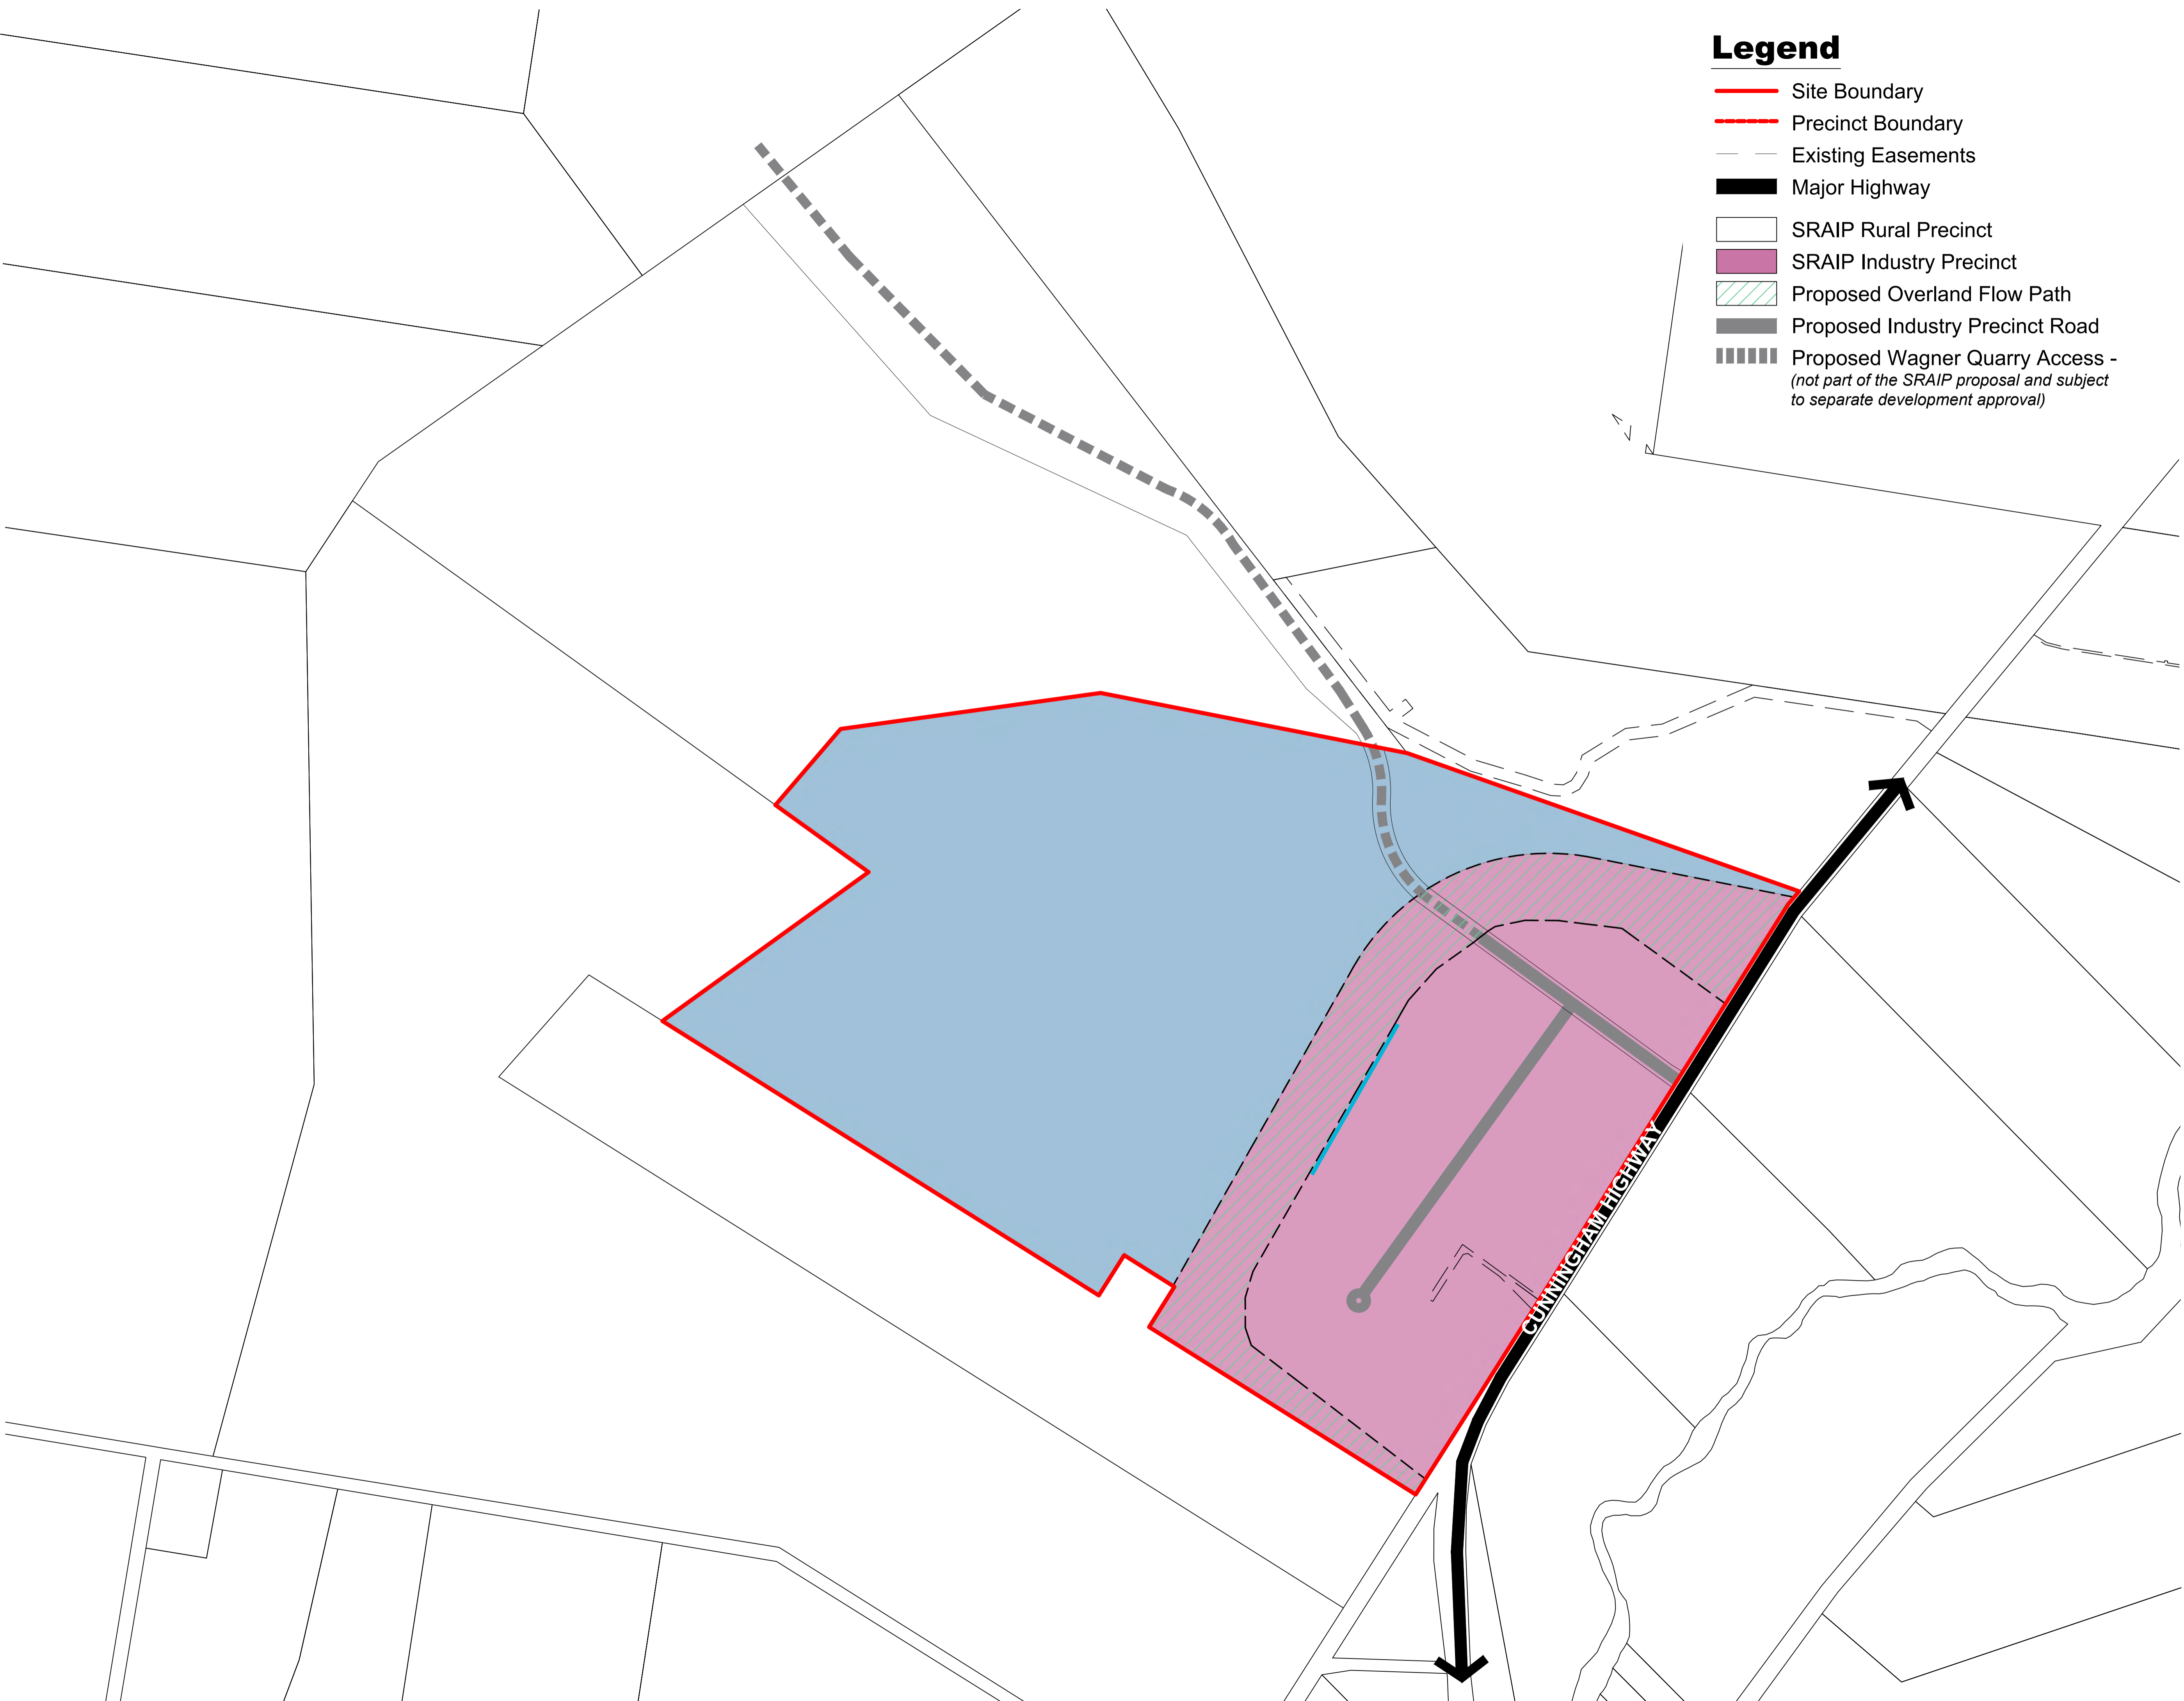 Legend
Site Boundary
Precinct Boundary
Existing Easements
Major Highway
SRAIP Rural Precinct
SRAIP Industry Precinct
Proposed Overland Flow Path
Proposed Industry Precinct Road
Proposed Wagner Quarry Access -
(not part of the SRAIP proposal and subject
to separate development approval)
CUNNINGHAM HIGHWAY